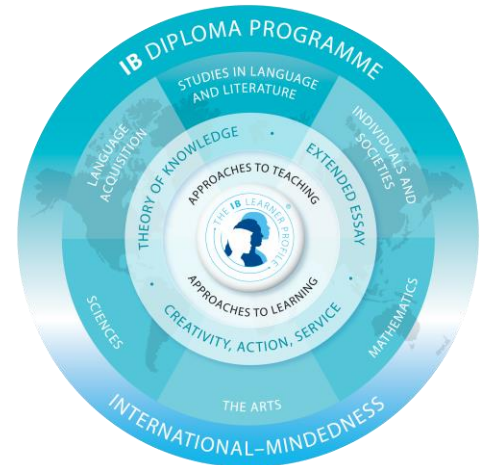 IB DIPLOMA PROGRAMME
STUDIES IN LANGUAGE
AND LITERATURE
LANGUAGE
ACQUISITION
INDIVIDUALS AND
SOCIETIES
THEORY OF KNOWLEDGE
EXTENDED ESSAY
APPROACHES TO TEACHING
THE IB LEARNER PROFILE
®
APPROACHES TO LEARNING
CREATIVITY, ACTION, SERVICE
SCIENCES
MATHEMATICS
THE ARTS
INTERNATIONAL–MINDEDNESS